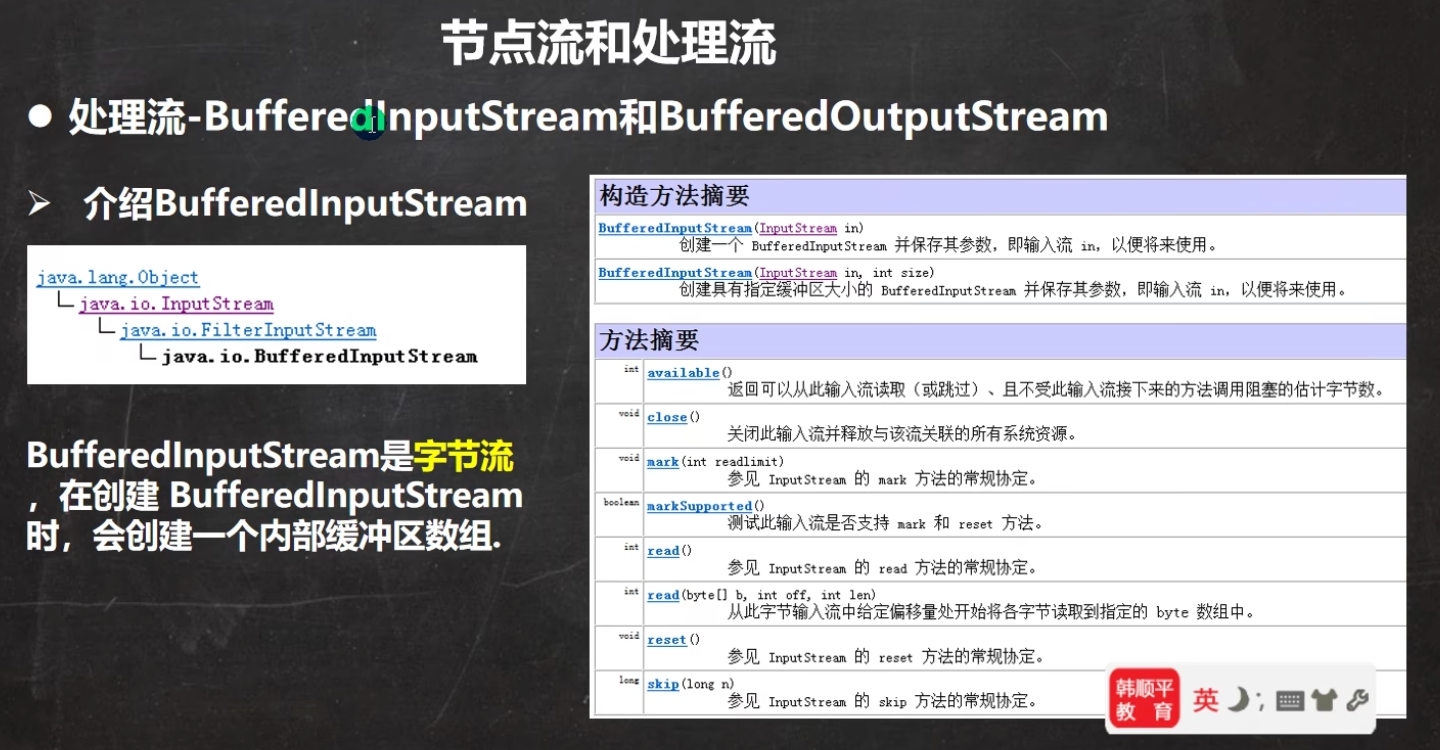 节点流和处理流
处理流-BufferedInputStream和BufferedOutputStream
介绍BufferedInputStream
java.lang.Object
java.io.InputStream
java.io.FilterInputStream
java.io.BufferedInputStream
BufferedInputStream是字节流
，在创建 BufferedInputStream
时，会创建一个内部缓冲区数组.
构造方法摘要
BufferedInputStream(InputStream in)
创建一个 BufferedInputStream 并保存其参数，即输入流 in，以便将来使用。
BufferedInputStream(InputStream in, int size)
创建具有指定缓冲区大小的 BufferedInputStream 并保存其参数，即输入流 in，以便将来使用。
方法摘要
int available()
返回可以从此输入流读取（或跳过）、且不受此输入流接下来的方法调用阻塞的估计字节数。
void close()
关闭此输入流并释放与该流关联的所有系统资源。
void mark(int readlimit)
参见 InputStream 的 mark 方法的常规协定。
boolean markSupported()
测试此输入流是否支持 mark 和 reset 方法。
int read()
参见 InputStream 的 read 方法的常规协定。
int read(byte[] b, int off, int len)
从此字节输入流中给定偏移量处开始将各字节读取到指定的 byte 数组中。
void reset()
参见 InputStream 的 reset 方法的常规协定。
long skip(long n)
参见 InputStream 的 skip 方法的常规协定。
韩顺平
教育
英